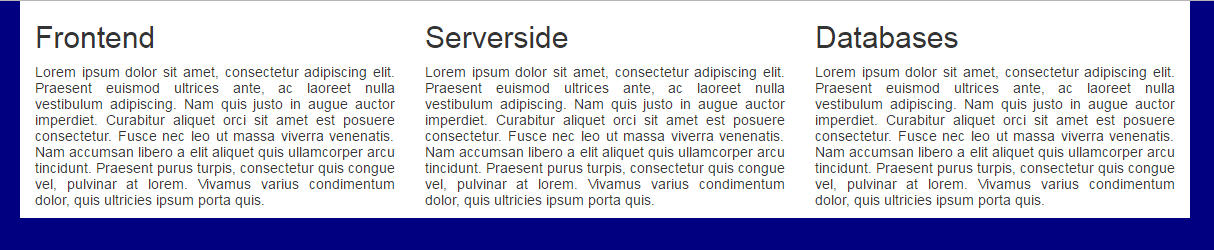 Frontend
Lorem ipsum dolor sit amet, consectetur adipiscing elit.
Praesent euismod ultrices ante, ac laoreet nulla
vestibulum adipiscing. Nam quis justo in augue auctor
imperdiet. Curabitur aliquet orci sit amet est posuere
consectetur. Fusce nec leo ut massa viverra venenatis.
Nam accumsan libero a elit aliquet quis ullamcorper arcu
tincidunt. Praesent purus turpis, consectetur quis congue
vel, pulvinar at lorem. Vivamus varius condimentum
dolor, quis ultricies ipsum porta quis.
Serverside
Lorem ipsum dolor sit amet, consectetur adipiscing elit.
Praesent euismod ultrices ante, ac laoreet nulla
vestibulum adipiscing. Nam quis justo in augue auctor
imperdiet. Curabitur aliquet orci sit amet est posuere
consectetur. Fusce nec leo ut massa viverra venenatis.
Nam accumsan libero a elit aliquet quis ullamcorper arcu
tincidunt. Praesent purus turpis, consectetur quis congue
vel, pulvinar at lorem. Vivamus varius condimentum
dolor, quis ultricies ipsum porta quis.
Databases
Lorem ipsum dolor sit amet, consectetur adipiscing elit.
Praesent euismod ultrices ante, ac laoreet nulla
vestibulum adipiscing. Nam quis justo in augue auctor
imperdiet. Curabitur aliquet orci sit amet est posuere
consectetur. Fusce nec leo ut massa viverra venenatis.
Nam accumsan libero a elit aliquet quis ullamcorper arcu
tincidunt. Praesent purus turpis, consectetur quis congue
vel, pulvinar at lorem. Vivamus varius condimentum
dolor, quis ultricies ipsum porta quis.